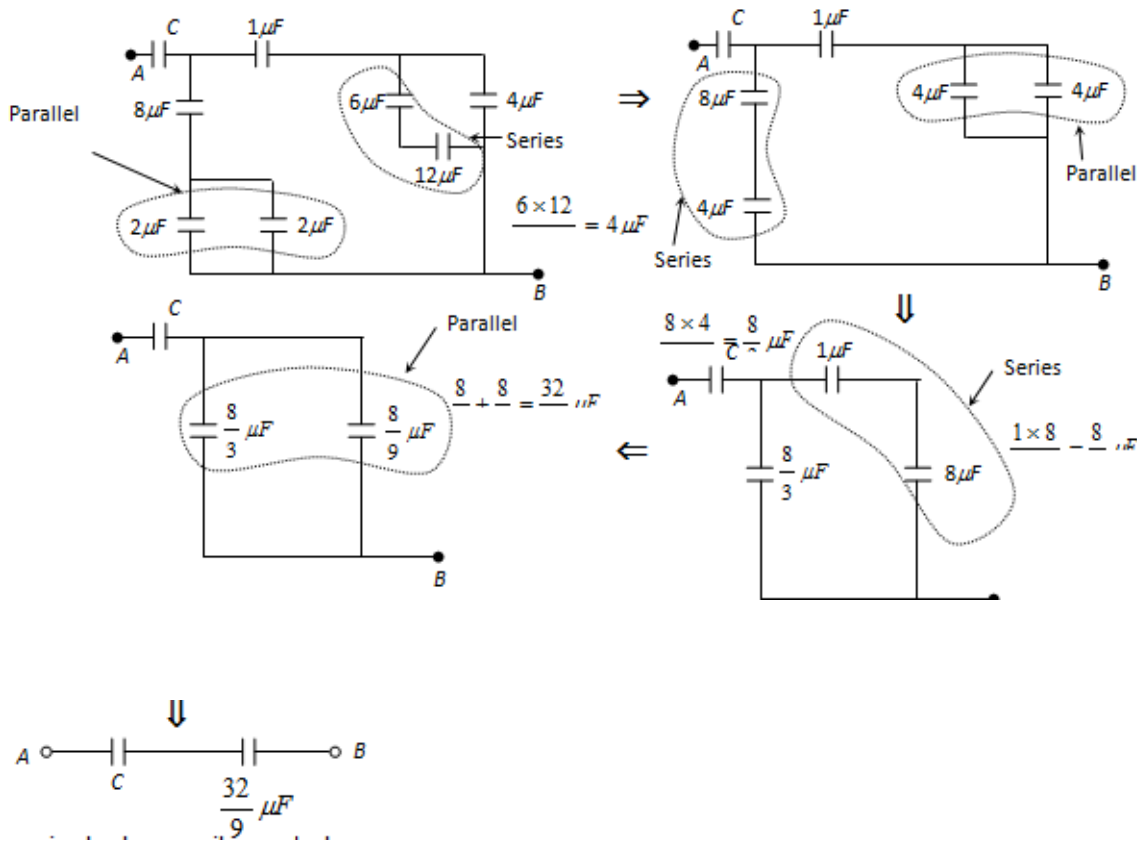 C
1μF
A
8μF
6μF
4μF
Parallel
Series
12μF
2μF
2μF
6 × 12 = 4 μF
B
⇒
C
1μF
A
8μF
4μF
4μF
Parallel
4μF
Series
B
⇓
C
Parallel
A
8/3 μF
8/9 μF
8 + 8 = 32
B
⇐
8 × 4 = 8 μF
C
1μF
A
Series
8/3 μF
8μF
1 × 8
8
⇓
A
B
C
32/9 μF